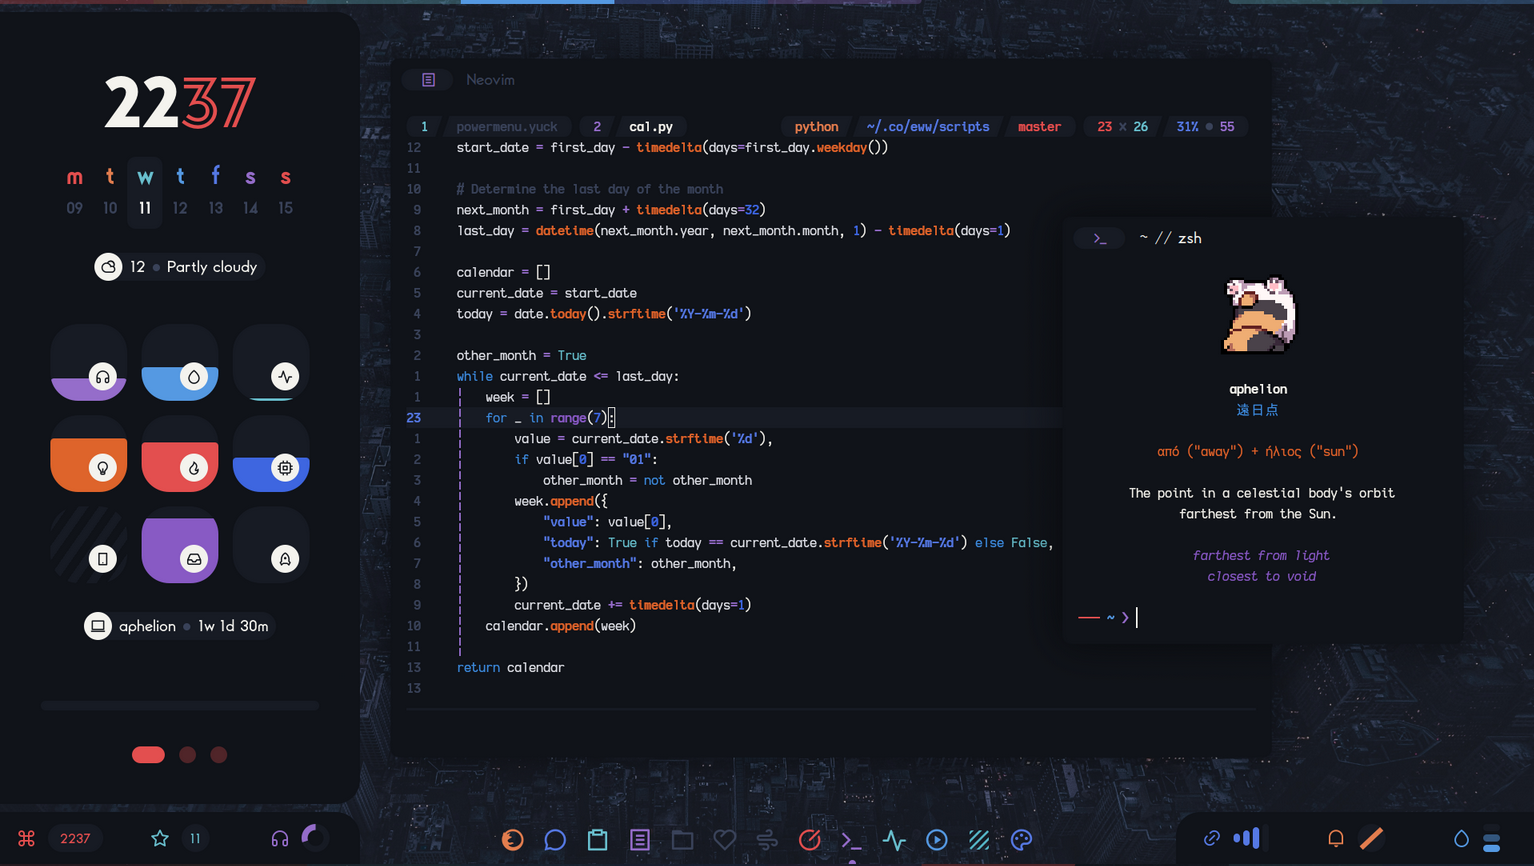 2237
m t w t f s s
09 10 11 12 13 14 15
12 Partly cloudy
aphelion 1w 1d 30m
2237
11
Neovim
1 powermenu.yuck 2 cal.py python ~/.co/eww/scripts master 23 x 26 31% 55
12 start_date = first_day - timedelta(days=first_day.weekday())
11
10 # Determine the last day of the month
9 next_month = first_day + timedelta(days=32)
8 last_day = datetime(next_month.year, next_month.month, 1) - timedelta(days=1)
7
6 calendar = []
5 current_date = start_date
4 today = date.today().strftime('%Y-%m-%d')
3
2 other_month = True
1 while current_date <= last_day:
1 week = []
23 for _ in range(7):
1 value = current_date.strftime('%d'),
2 if value[0] == "01":
3 other_month = not other_month
4 week.append({
5 "value": value[0],
6 "today": True if today == current_date.strftime('%Y-%m-%d') else False,
7 "other_month": other_month,
8 })
9 current_date += timedelta(days=1)
10 calendar.append(week)
11
13 return calendar
13
~ // zsh
aphelion
遠日点
από ("away") + ήλιος ("sun")
The point in a celestial body's orbit
farthest from the Sun.
farthest from light
closest to void
~ ❯